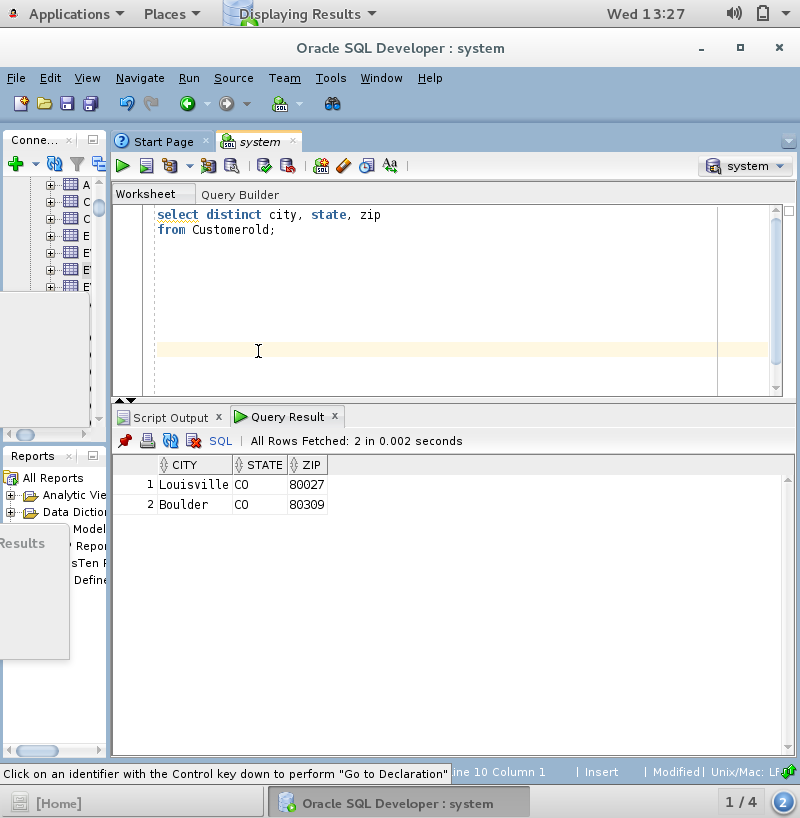 Applications Places Displaying Results Wed 13:27
Oracle SQL Developer : system
File Edit View Navigate Run Source Team Tools Window Help
Conne... Start Page system
system
Worksheet Query Builder
select distinct city, state, zip
from Customerold;
A
C
C
E
E
Script Output Query Result
SQL | All Rows Fetched: 2 in 0.002 seconds
CITY STATE ZIP
1 Louisville CO 80027
2 Boulder CO 80309
Reports
All Reports
Analytic Vie
Data Diction
Model
Repor
Results
sTen R
Define
Click on an identifier with the Control key down to perform "Go to Declaration"
Line 10 Column 1 | Insert | Modified | Unix/Mac: LF
[Home] Oracle SQL Developer : system 1 / 4 2